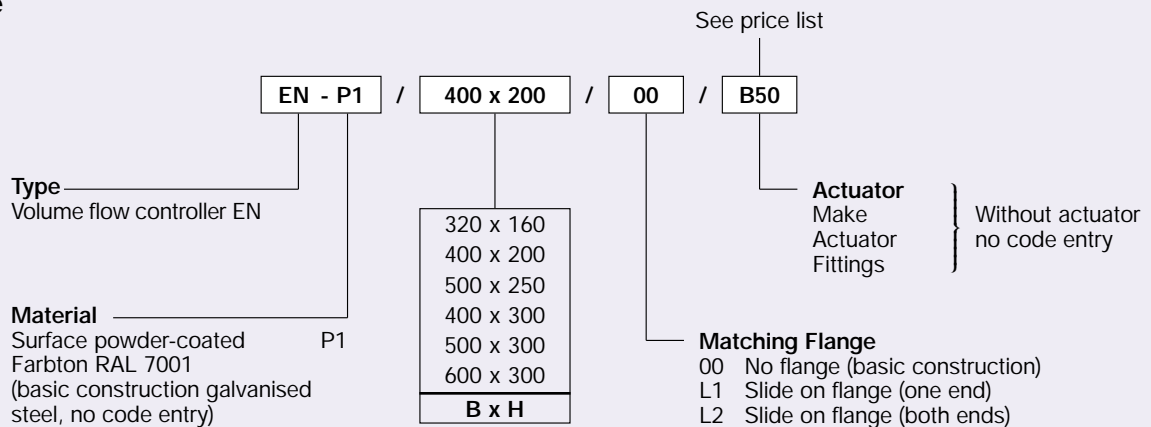 See price list
EN - P1 / 400 x 200 / 00 / B50
Type
Volume flow controller EN
Material
Surface powder-coated P1
Farbton RAL 7001
(basic construction galvanised
steel, no code entry)
320 x 160
400 x 200
500 x 250
400 x 300
500 x 300
600 x 300
B x H
Actuator
Make
Actuator
Fittings
Without actuator
no code entry
Matching Flange
00 No flange (basic construction)
L1 Slide on flange (one end)
L2 Slide on flange (both ends)